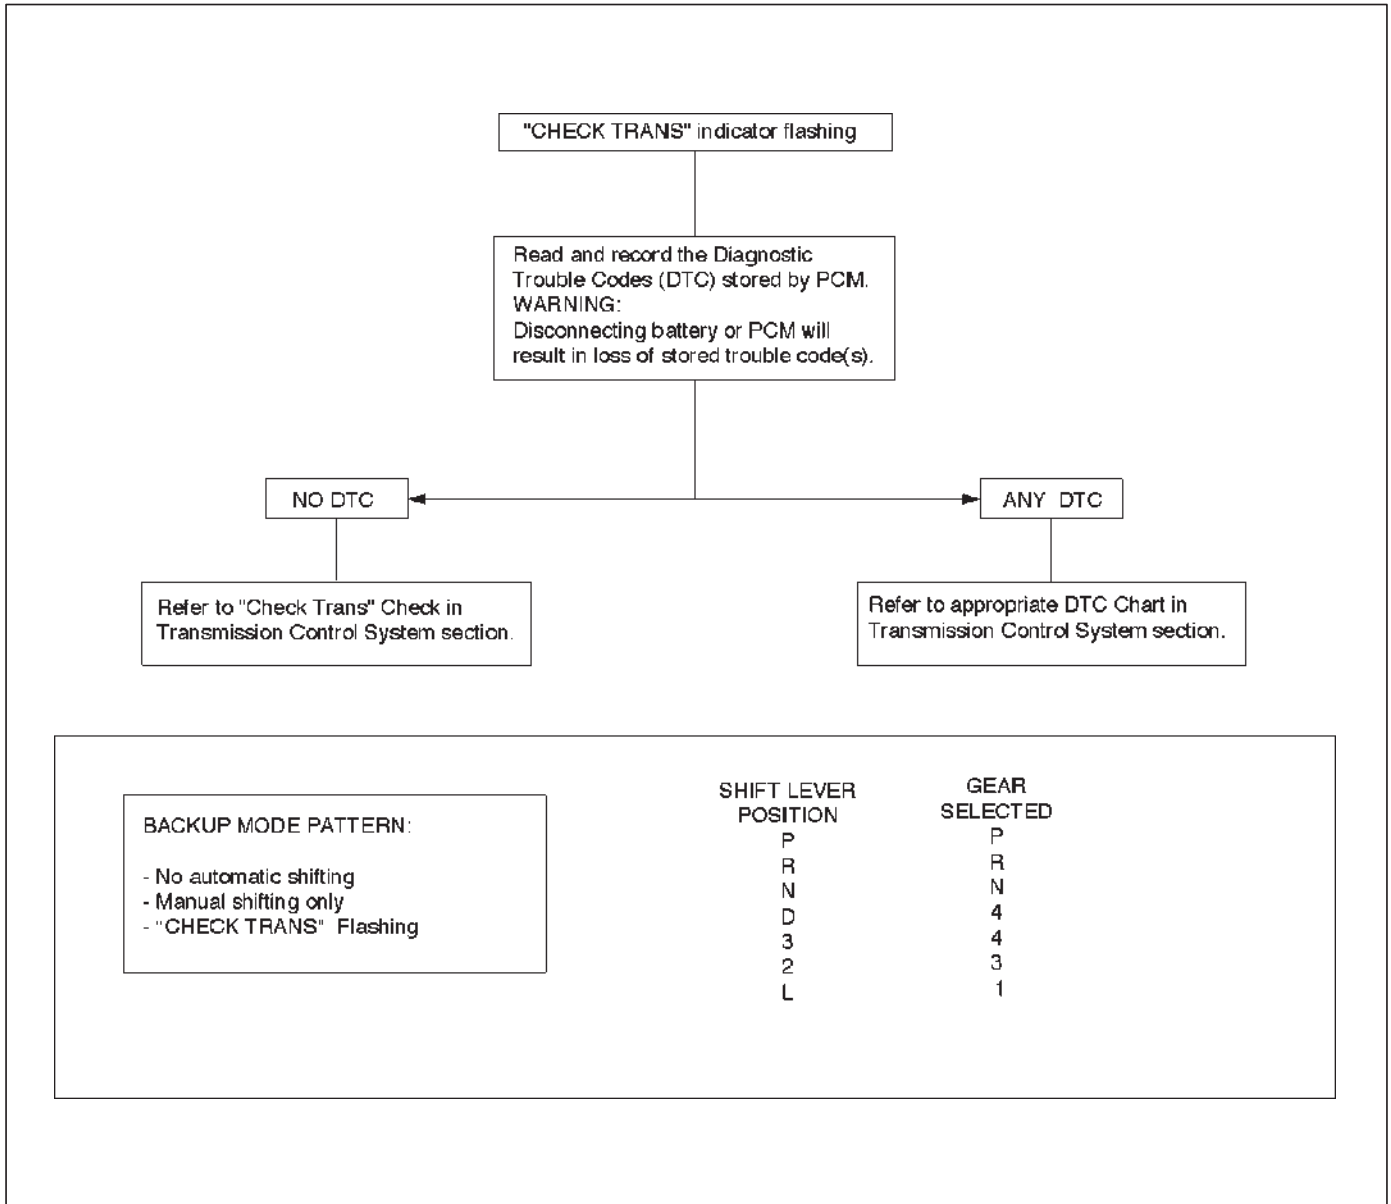 "CHECK TRANS" indicator flashing
Read and record the Diagnostic
Trouble Codes (DTC) stored by PCM.
WARNING:
Disconnecting battery or PCM will
result in loss of stored trouble code(s).
NO DTC
ANY DTC
Refer to "Check Trans" Check in
Transmission Control System section.
Refer to appropriate DTC Chart in
Transmission Control System section.
BACKUP MODE PATTERN:
- No automatic shifting
- Manual shifting only
- "CHECK TRANS" Flashing
SHIFT LEVER GEAR
POSITION SELECTED
P P
R R
N N
D 4
3 4
2 3
L 1